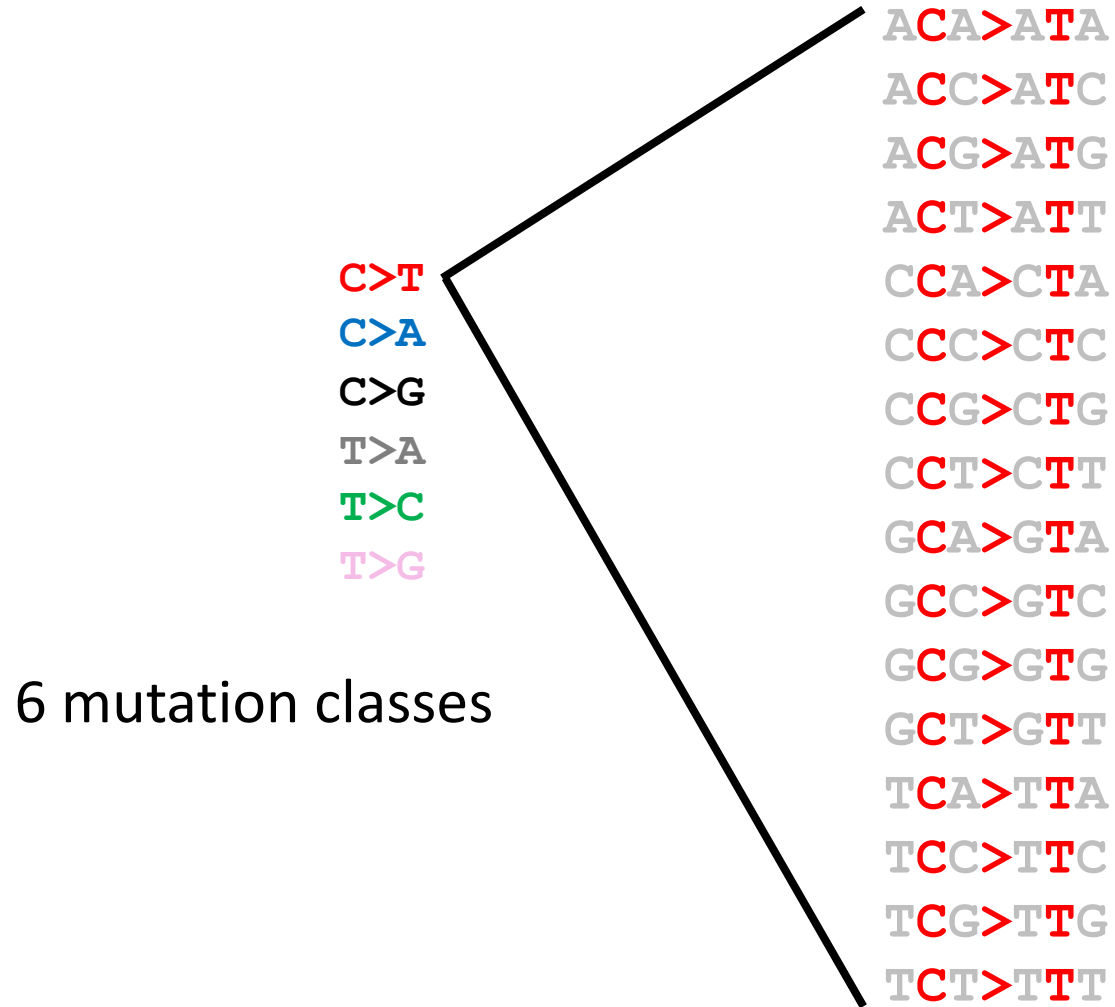 C>T
C>A
C>G
T>A
T>C
T>G
6 mutation classes
ACA>ATA
ACC>ATC
ACG>ATG
ACT>ATT
CCA>CTA
CCC>CTC
CCG>CTG
CCT>CTT
GCA>GTA
GCC>GTC
GCG>GTG
GCT>GTT
TCA>TTA
TCC>TTC
TCG>TTG
TCT>TTT